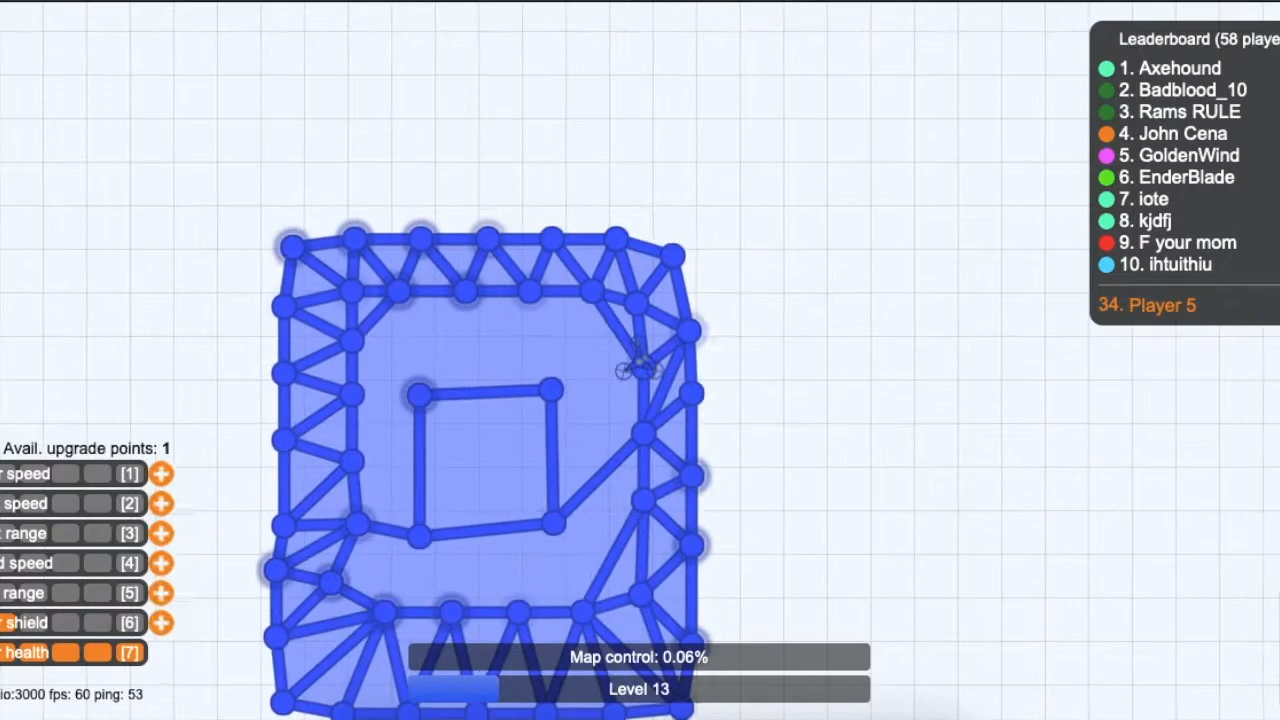 Leaderboard (58 playe
1. Axehound
2. Badblood_10
3. Rams RULE
4. John Cena
5. GoldenWind
6. EnderBlade
7. iote
8. kjdfj
9. F your mom
10. ihtuithiu
34. Player 5
Avail. upgrade points: 1
r speed [1]
speed [2]
range [3]
d speed [4]
range [5]
r shield [6]
health [7]
io:3000 fps: 60 ping: 53
Map control: 0.06%
Level 13